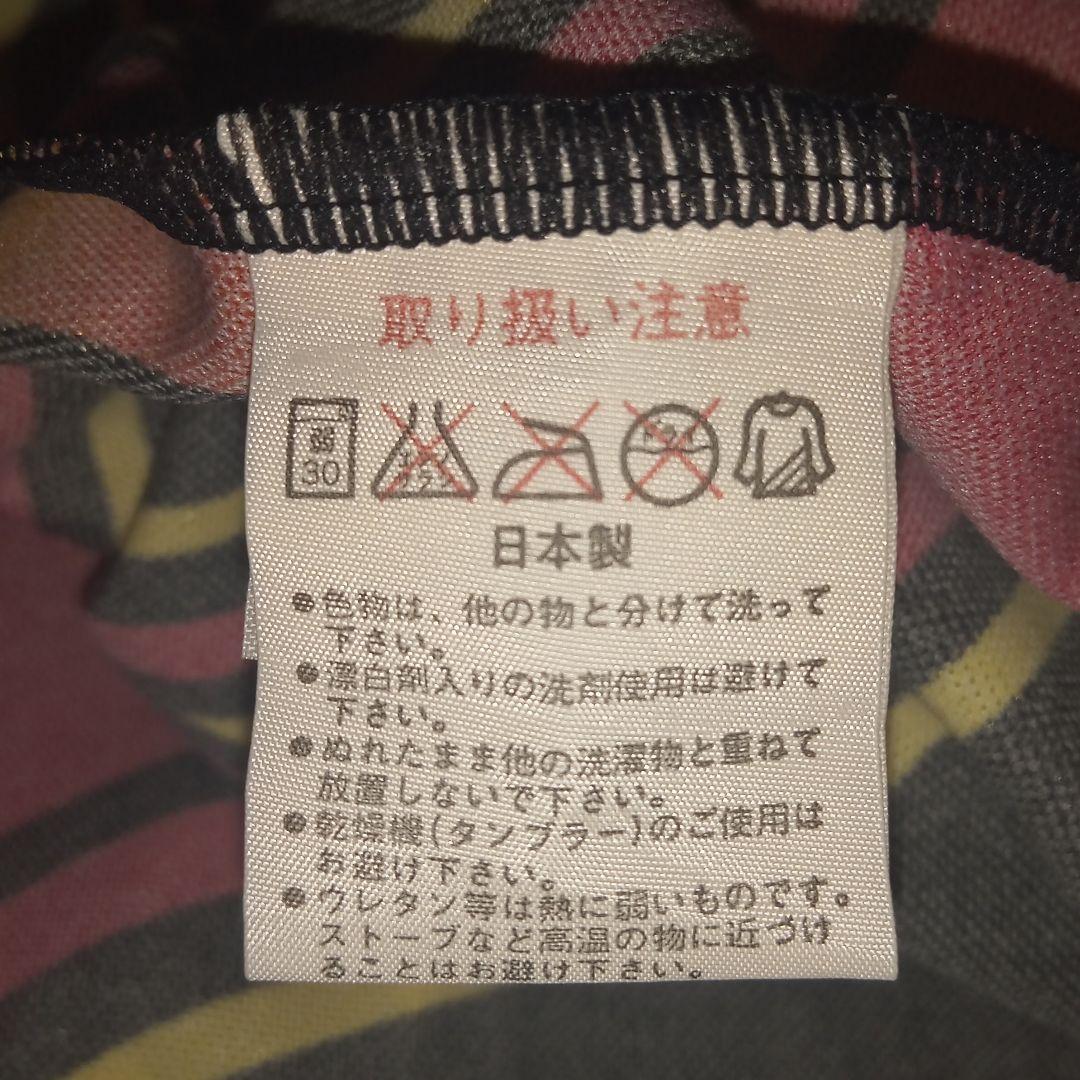 取り扱い注意
30
日本製
●色物は、他の物と分けて洗って
下さい。
●漂白剤入りの洗剤使用は避けて
下さい。
●ぬれたまま他の洗濯物と重ねて
放置しないで下さい。
●乾燥機(タンブラー)のご使用は
お避け下さい。
●ウレタン等は熱に弱いものです。
ストーブなど高温の物に近づけ
ることはお避け下さい。